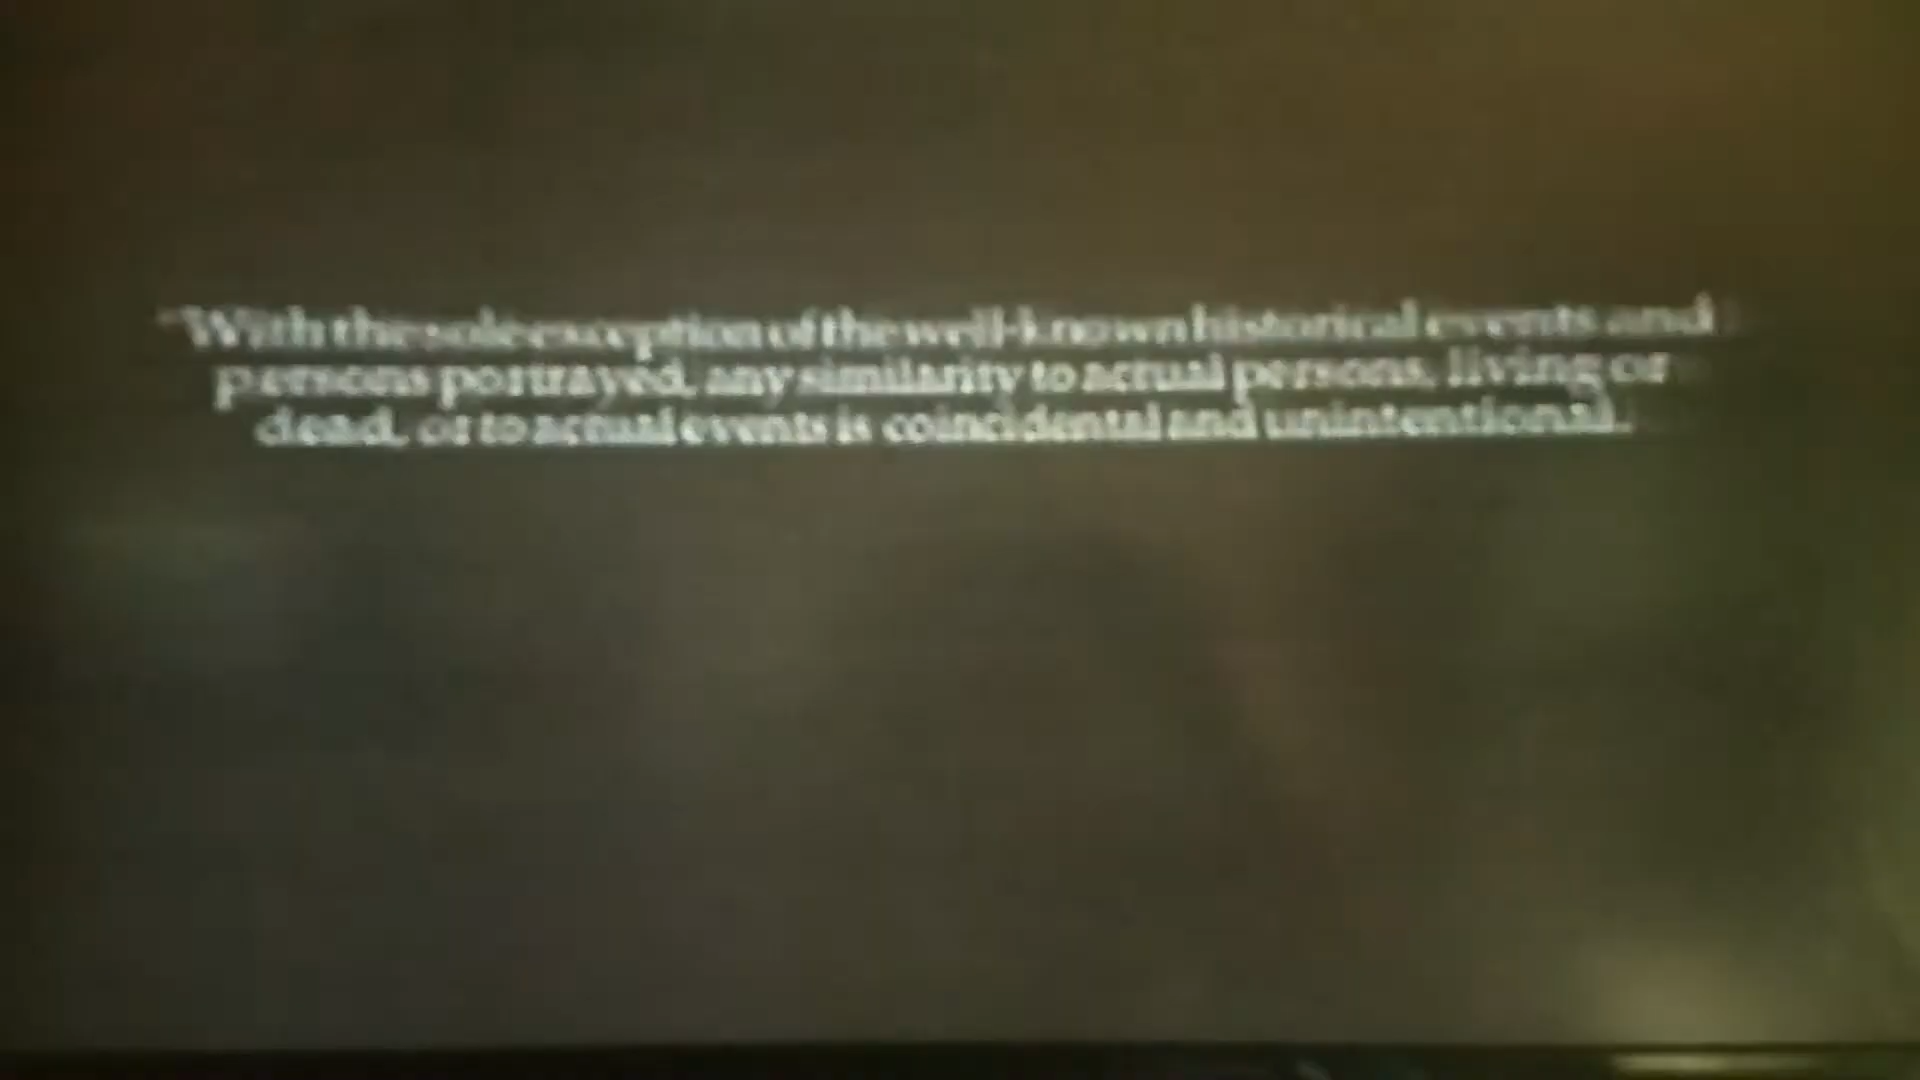 With the sole exception of the well-known historical events and
persons portrayed, any similarity to actual persons, living or
dead, or to actual events is coincidental and unintentional.